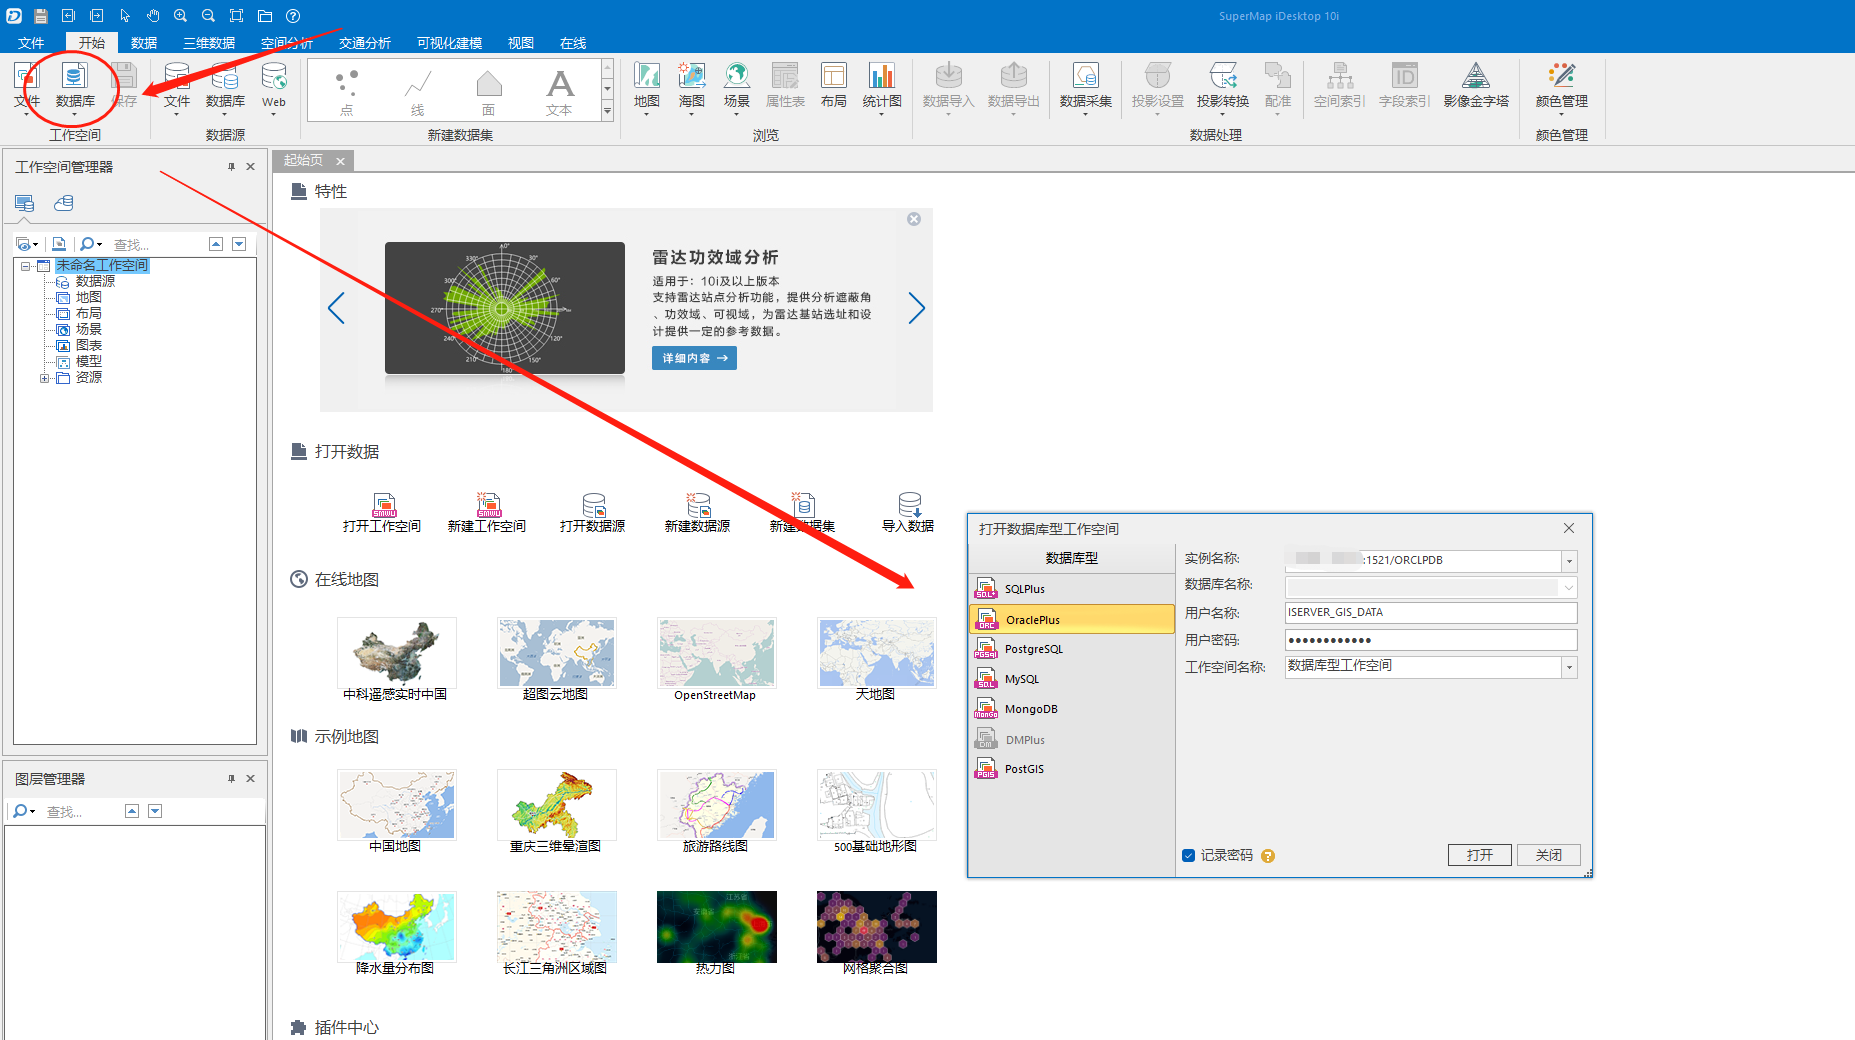 SuperMap iDesktop 10i
文件 开始 数据 三维数据 空间分析 交通分析 可视化建模 视图 在线
文件 数据库 保存 文件 数据库 Web 点 线 面 文本 地图 海图 场景 属性表 布局 统计图 数据导入 数据导出 数据采集 投影设置 投影转换 配准 空间索引 字段索引 影像金字塔 颜色管理
工作空间 数据源 新建数据集 浏览 数据处理 颜色管理
工作空间管理器
查找...
未命名工作空间
数据源
地图
布局
场景
图表
模型
资源
图层管理器
查找...
起始页
特性
雷达功效域分析
适用于：10i及以上版本
支持雷达站点分析功能，提供分析遮蔽角
、功效域、可视域，为雷达基站选址和设
计提供一定的参考数据。
详细内容 →
打开数据
打开工作空间 新建工作空间 打开数据源 新建数据源 新建数据集 导入数据
在线地图
中科遥感实时中国 超图云地图 OpenStreetMap 天地图
示例地图
中国地图 重庆三维晕渲图 旅游路线图 500基础地形图
降水量分布图 长江三角洲区域图 热力图 网格聚合图
插件中心
打开数据库型工作空间
数据库型
SQLPlus
OraclePlus
PostgreSQL
MySQL
MongoDB
DMPlus
PostGIS
实例名称: :1521/ORCLPDB
数据库名称:
用户名称: ISERVER_GIS_DATA
用户密码: ●●●●●●●●●●●●
工作空间名称: 数据库型工作空间
记录密码
打开 关闭